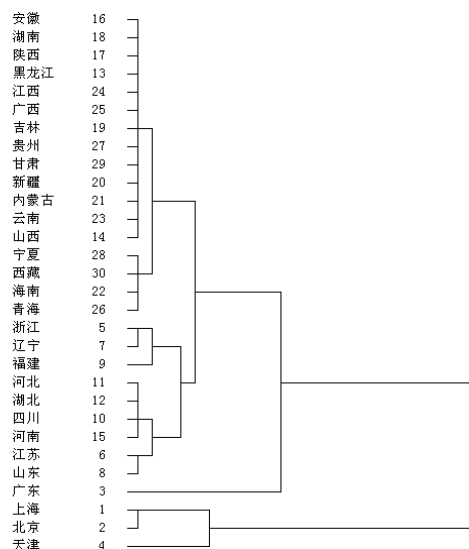 安徽 16
湖南 18
陕西 17
黑龙江 13
江西 24
广西 25
吉林 19
贵州 27
甘肃 29
新疆 20
内蒙古 21
云南 23
山西 14
宁夏 28
西藏 30
海南 22
青海 26
浙江 5
辽宁 7
福建 9
河北 11
湖北 12
四川 10
河南 15
江苏 6
山东 8
广东 3
上海 1
北京 2
天津 4